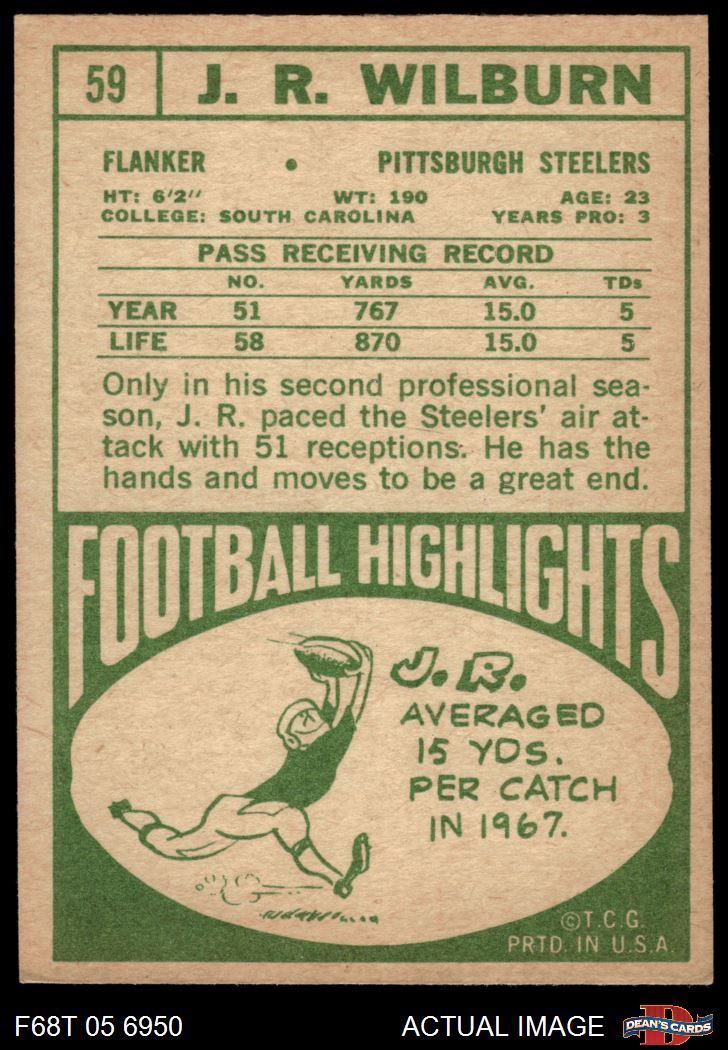 59 J. R. WILBURN
FLANKER • PITTSBURGH STEELERS
HT: 6'2" WT: 190 AGE: 23
COLLEGE: SOUTH CAROLINA YEARS PRO: 3
PASS RECEIVING RECORD
NO. YARDS AVG. TDs
YEAR 51 767 15.0 5
LIFE 58 870 15.0 5
Only in his second professional sea-
son, J. R. paced the Steelers' air at-
tack with 51 receptions. He has the
hands and moves to be a great end.
FOOTBALL HIGHLIGHTS
J. R.
AVERAGED
15 YDS.
PER CATCH
IN 1967.
©T.C.G.
PRTD. IN U.S.A.
F68T 05 6950 ACTUAL IMAGE DEAN'S CARDS